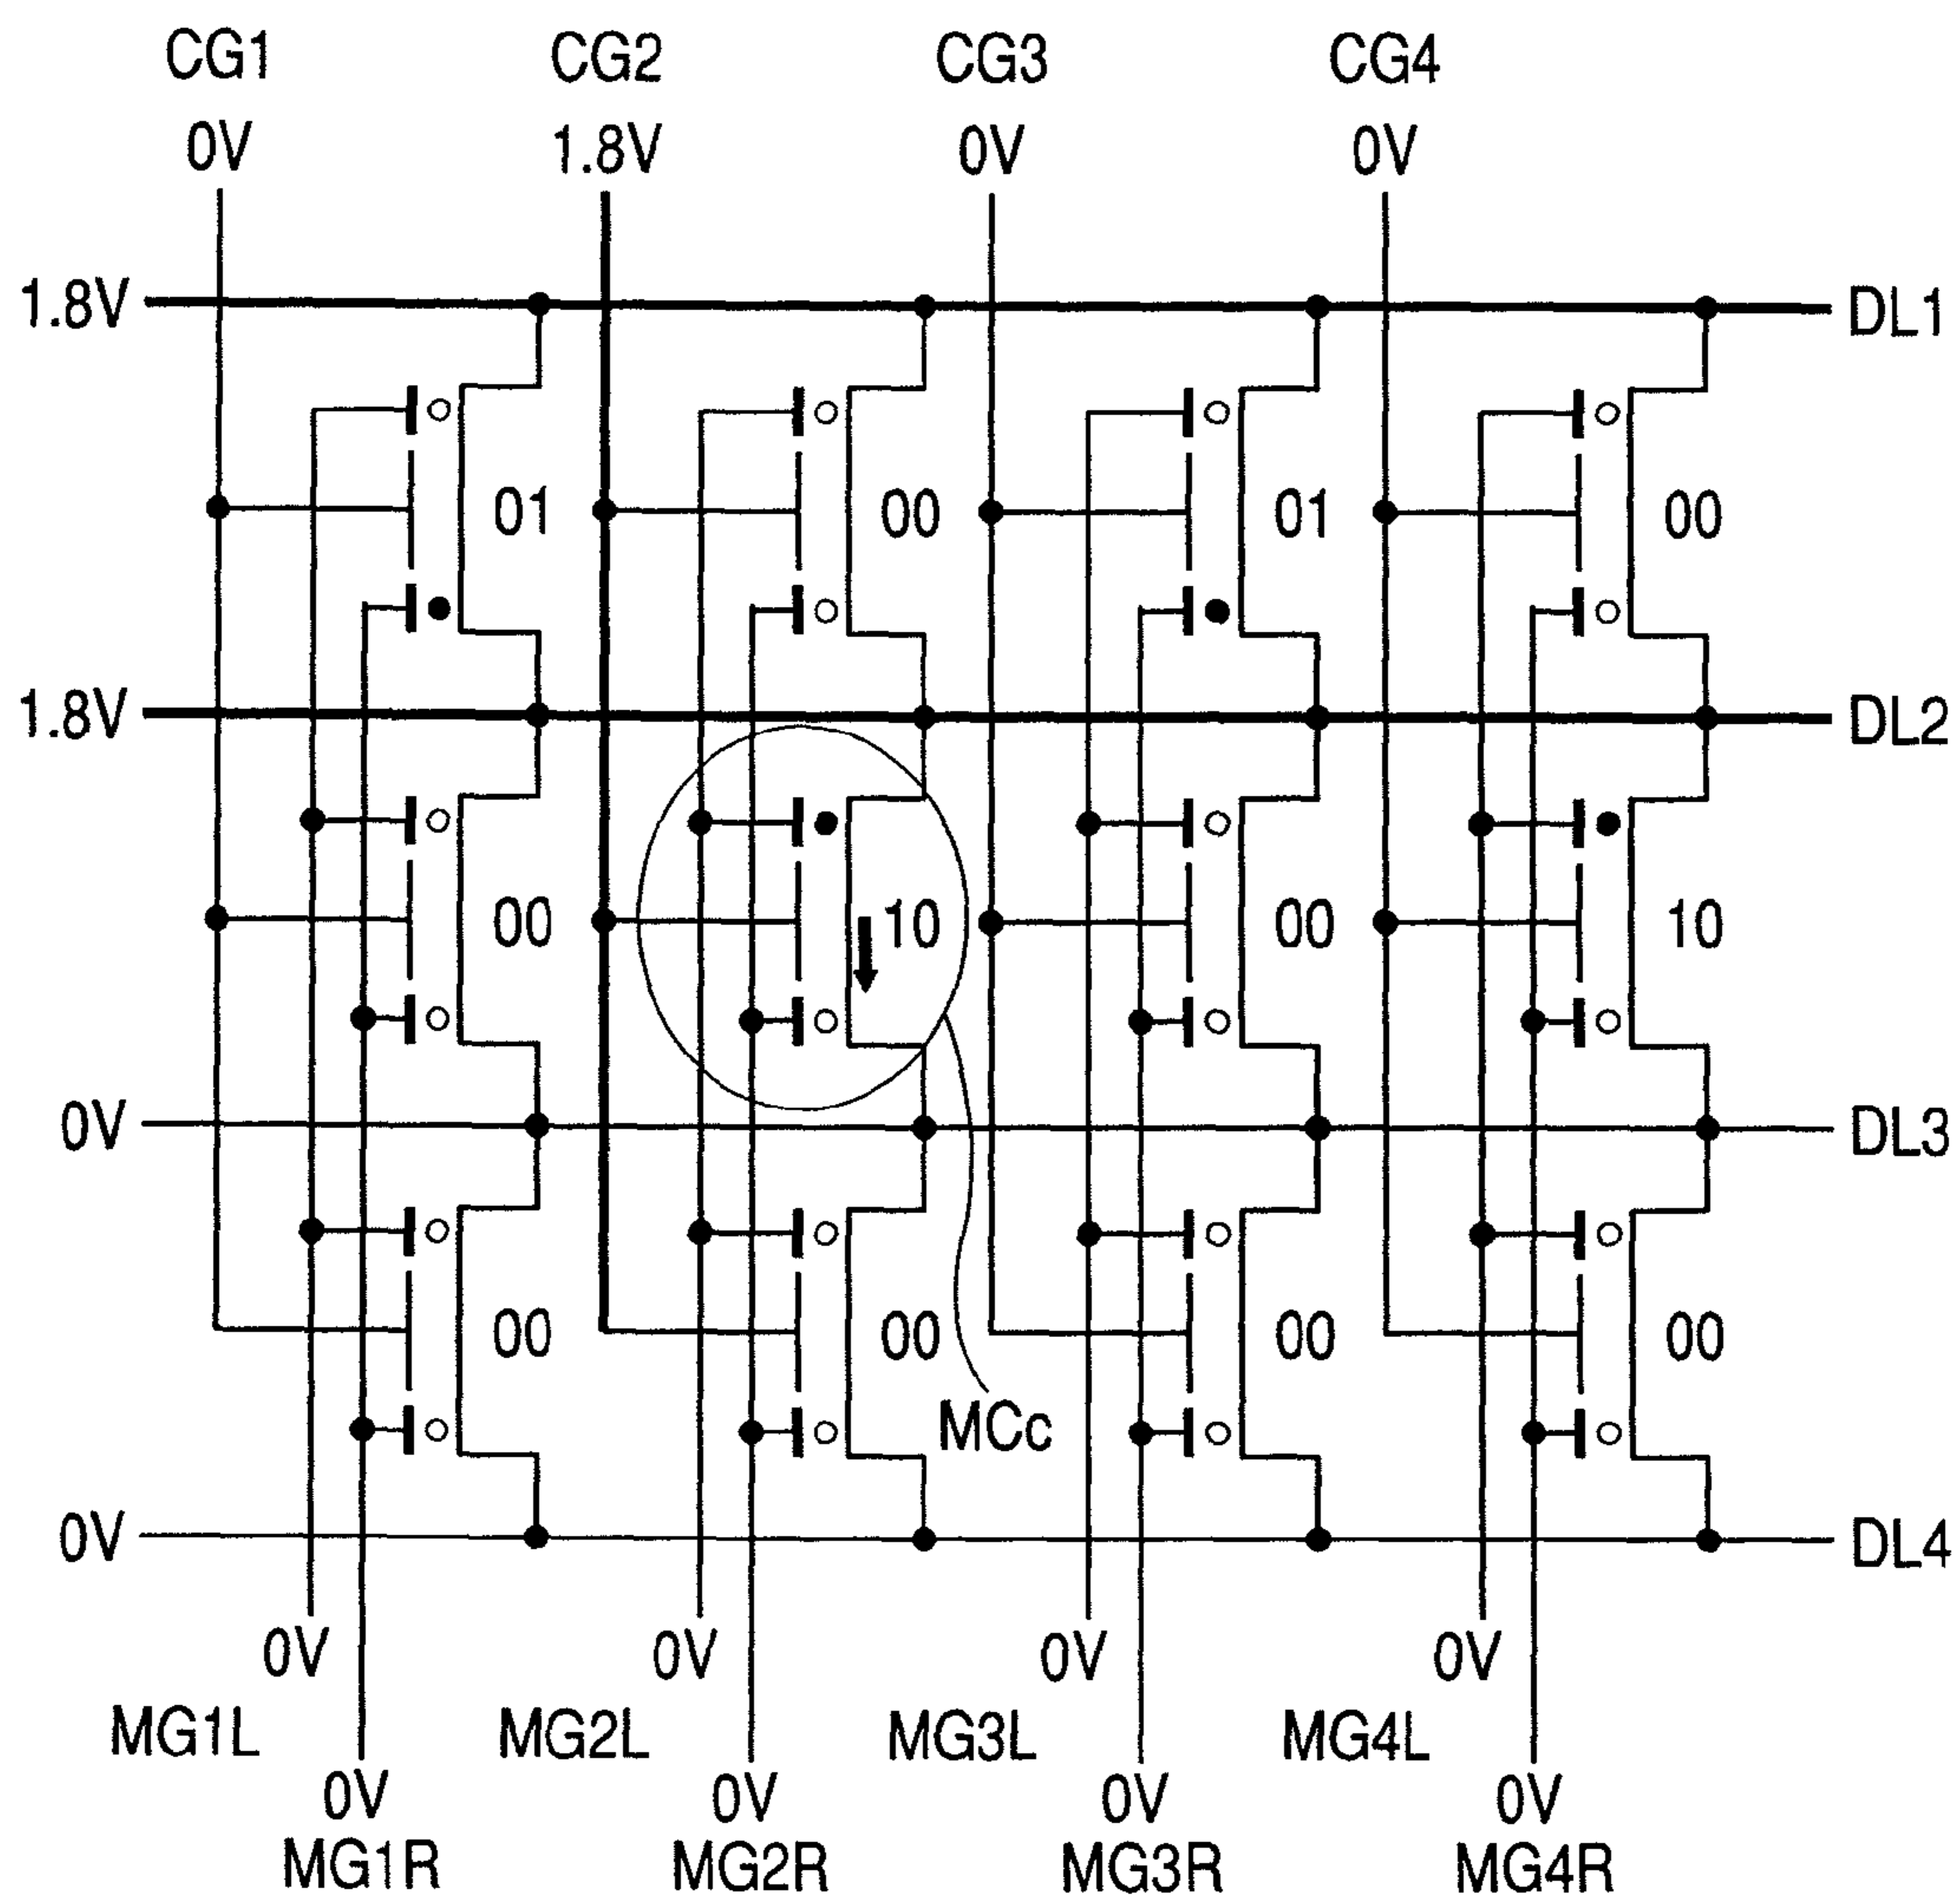 CG1 CG2 CG3 CG4
0V 1.8V 0V 0V
1.8V DL1
01 00 01 00
1.8V DL2
00 10 00 10
0V DL3
00 00 00 00
MCc
0V DL4
0V 0V 0V 0V
MG1L MG2L MG3L MG4L
0V 0V 0V 0V
MG1R MG2R MG3R MG4R